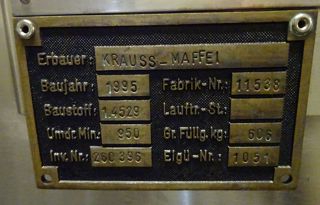 Erbauer: KRAUSS-MAFFEI
Baujahr: 1995 Fabrik-Nr.: 11538
Baustoff: 1.4529 Lauftr.-St.:
Umdr. Min.: 950 Gr. Füllg. kg: 606
Inv. Nr.: 260 396 Eigü-Nr.: 1051